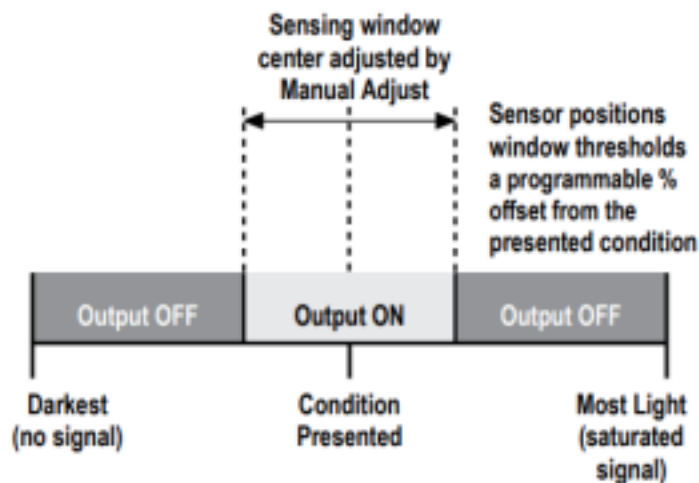 Sensing window
center adjusted by
Manual Adjust
Sensor positions
window thresholds
a programmable %
offset from the
presented condition
Output OFF
Output ON
Output OFF
Darkest
(no signal)
Condition
Presented
Most Light
(saturated
signal)